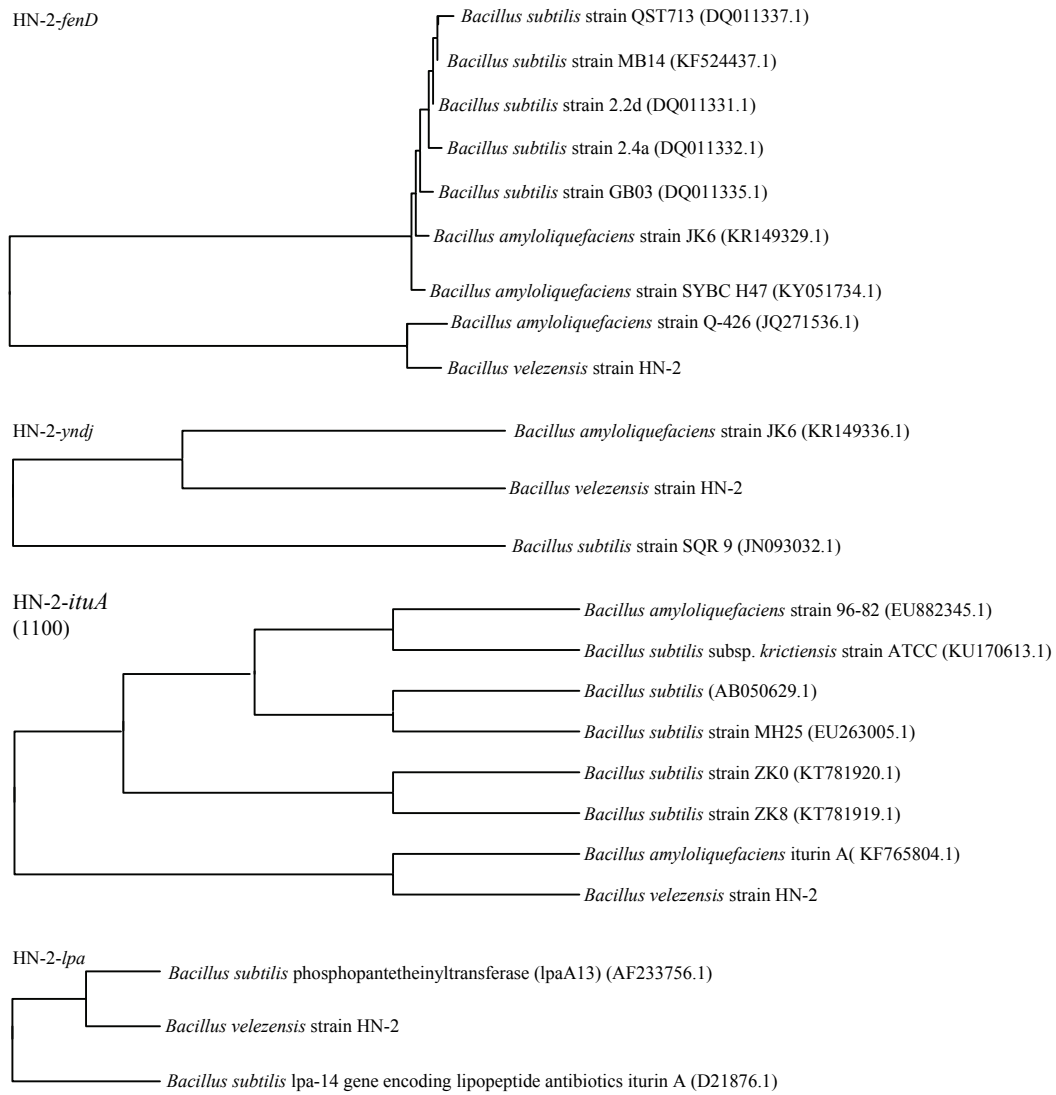 HN-2-fenD
Bacillus subtilis strain QST713 (DQ011337.1)
Bacillus subtilis strain MB14 (KF524437.1)
Bacillus subtilis strain 2.2d (DQ011331.1)
Bacillus subtilis strain 2.4a (DQ011332.1)
Bacillus subtilis strain GB03 (DQ011335.1)
Bacillus amyloliquefaciens strain JK6 (KR149329.1)
Bacillus amyloliquefaciens strain SYBC H47 (KY051734.1)
Bacillus amyloliquefaciens strain Q-426 (JQ271536.1)
Bacillus velezensis strain HN-2
HN-2-yndj
Bacillus amyloliquefaciens strain JK6 (KR149336.1)
Bacillus velezensis strain HN-2
Bacillus subtilis strain SQR 9 (JN093032.1)
HN-2-ituA
(1100)
Bacillus amyloliquefaciens strain 96-82 (EU882345.1)
Bacillus subtilis subsp. krictiensis strain ATCC (KU170613.1)
Bacillus subtilis (AB050629.1)
Bacillus subtilis strain MH25 (EU263005.1)
Bacillus subtilis strain ZK0 (KT781920.1)
Bacillus subtilis strain ZK8 (KT781919.1)
Bacillus amyloliquefaciens iturin A( KF765804.1)
Bacillus velezensis strain HN-2
HN-2-lpa
Bacillus subtilis phosphopantetheinyltransferase (lpaA13) (AF233756.1)
Bacillus velezensis strain HN-2
Bacillus subtilis lpa-14 gene encoding lipopeptide antibiotics iturin A (D21876.1)